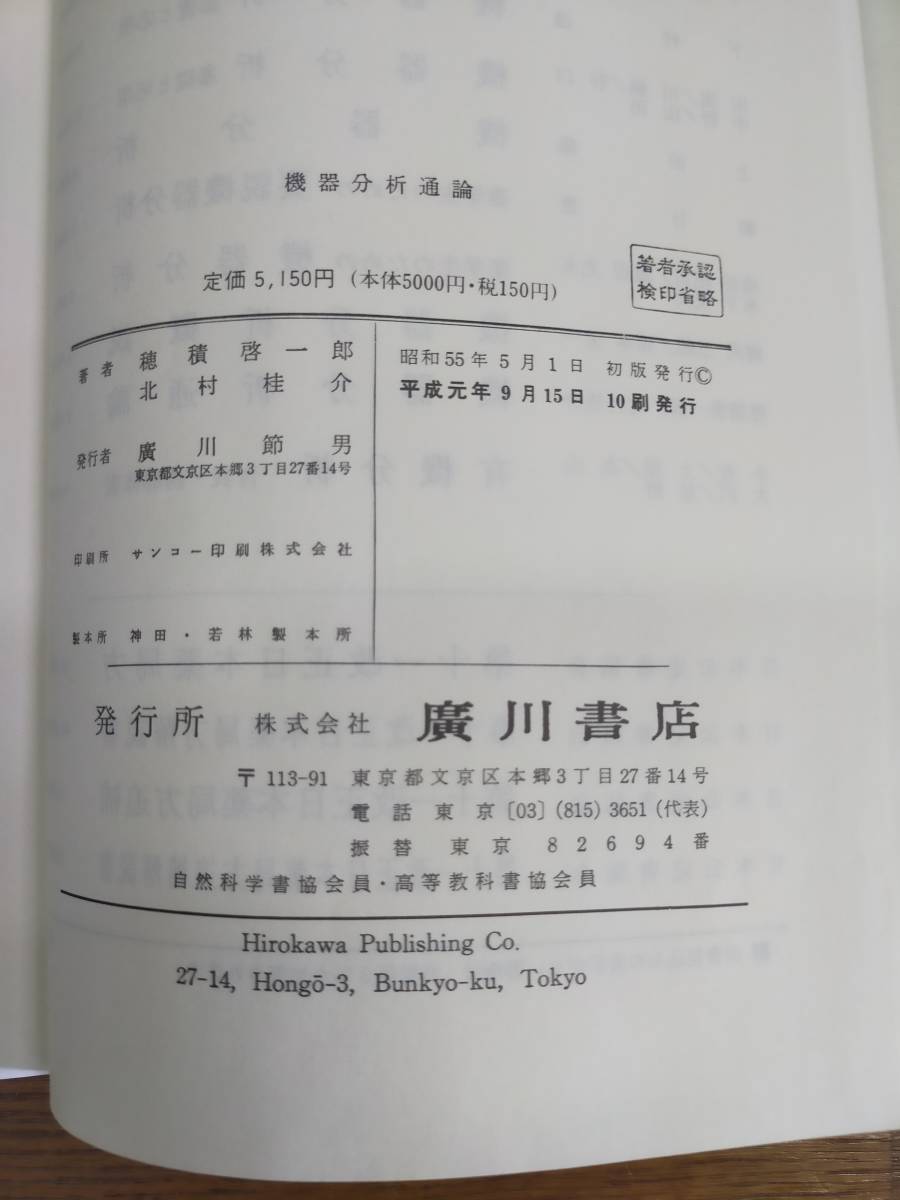 機器分析通論
定価 5,150円 (本体5000円・税150円)
著者承認
検印省略
著者 穂積啓一郎
北村桂介
発行者 廣川節男
東京都文京区本郷3丁目27番14号
印刷所 サンコー印刷株式会社
製本所 神田・若林製本所
昭和55年5月1日 初版発行©
平成元年9月15日 10刷発行
発行所 株式会社 廣川書店
〒113-91 東京都文京区本郷3丁目27番14号
電話 東京 〔03〕(815) 3651 (代表)
振替 東京 82694番
自然科学書協会員・高等教科書協会員
Hirokawa Publishing Co.
27-14, Hongō-3, Bunkyo-ku, Tokyo